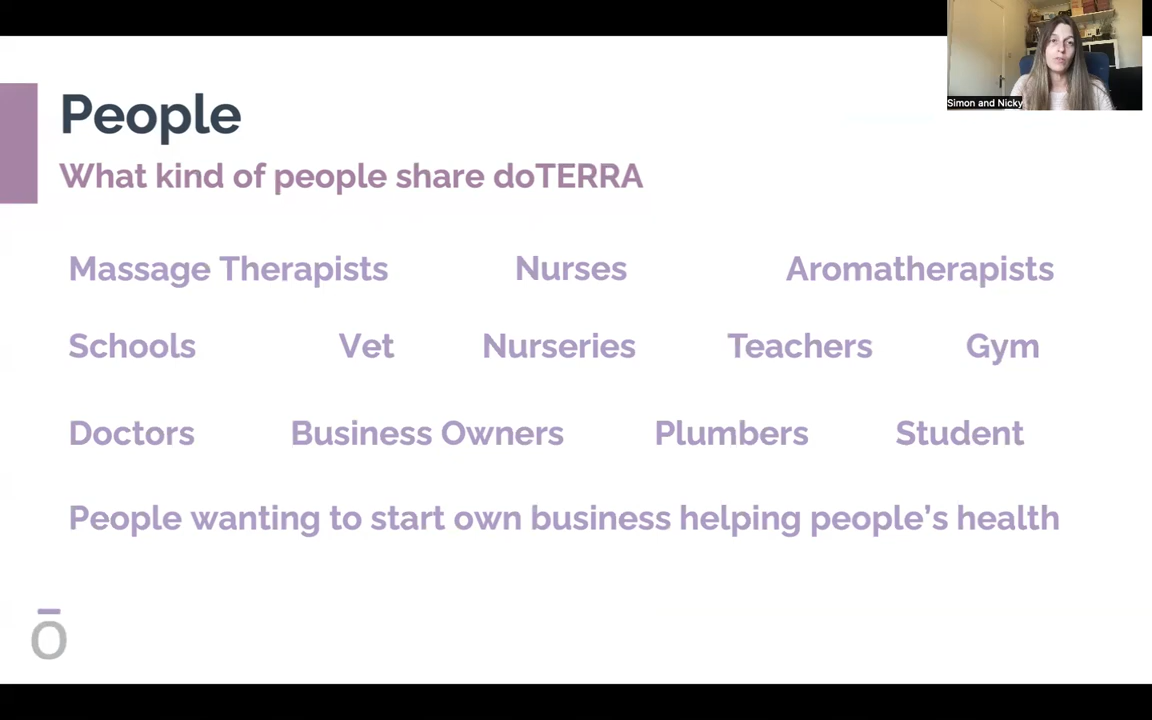 Simon and Nicky
People
What kind of people share doTERRA
Massage Therapists Nurses Aromatherapists
Schools Vet Nurseries Teachers Gym
Doctors Business Owners Plumbers Student
People wanting to start own business helping people’s health
ō